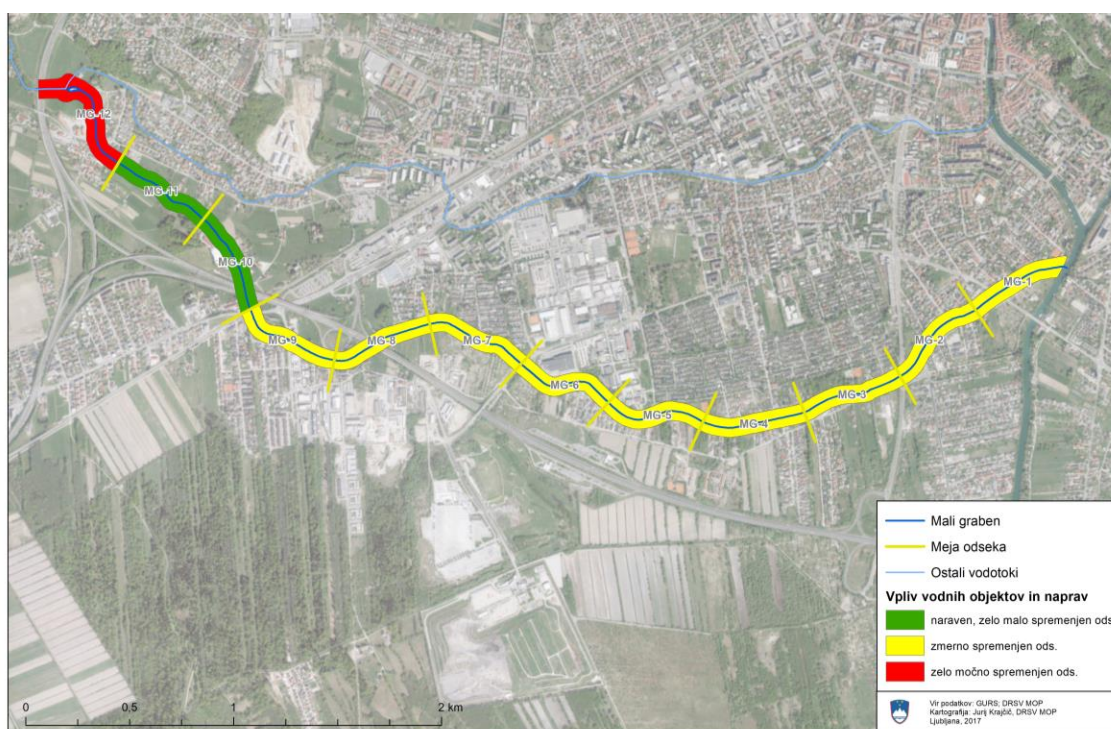 MG-12
MG-11
MG-10
MG-9
MG-8
MG-7
MG-6
MG-5
MG-4
MG-3
MG-2
MG-1
Mali graben
Meja odseka
Ostali vodotoki
Vpliv vodnih objektov in naprav
naraven, zelo malo spremenjen ods
zmerno spremenjen ods.
zelo močno spremenjen ods.
Vir podatkov: GURS; DRSV MOP
Kartografija: Jurij Krajčič, DRSV MOP
Ljubljana, 2017
0 0,5 1 2 km